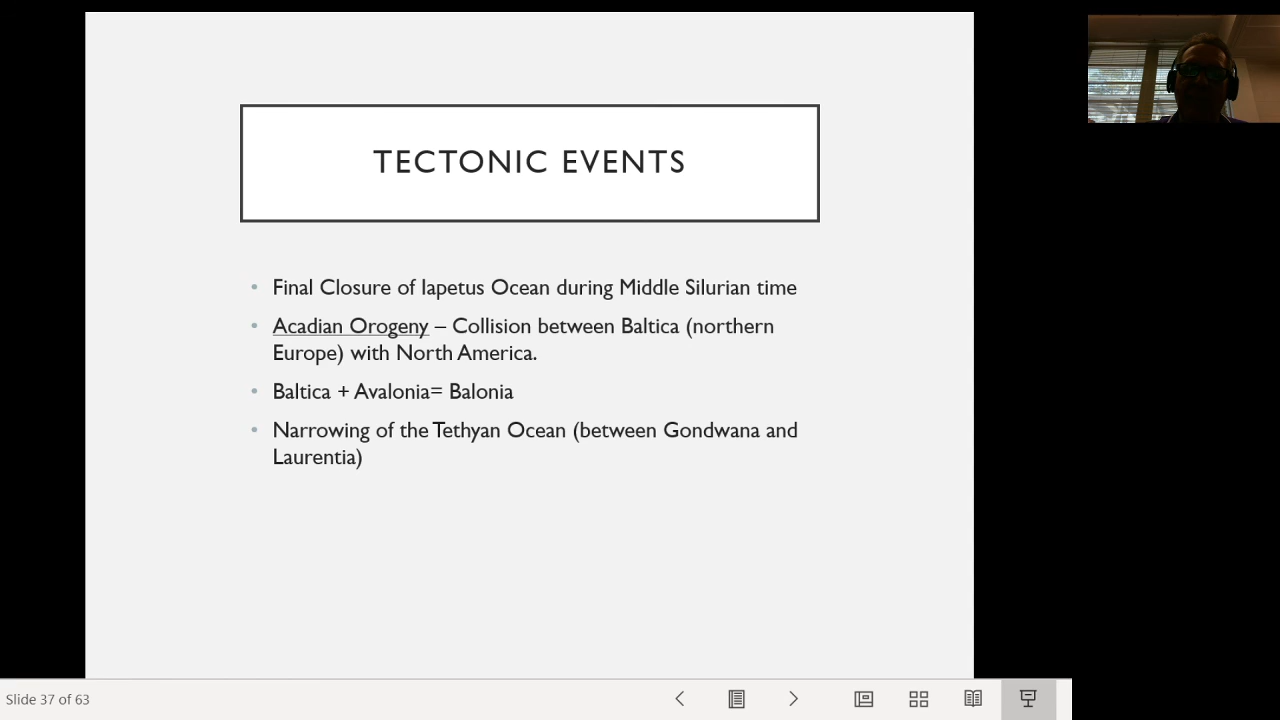 TECTONIC EVENTS
• Final Closure of Iapetus Ocean during Middle Silurian time
• Acadian Orogeny – Collision between Baltica (northern
Europe) with North America.
• Baltica + Avalonia= Balonia
• Narrowing of the Tethyan Ocean (between Gondwana and
Laurentia)
Slide 37 of 63